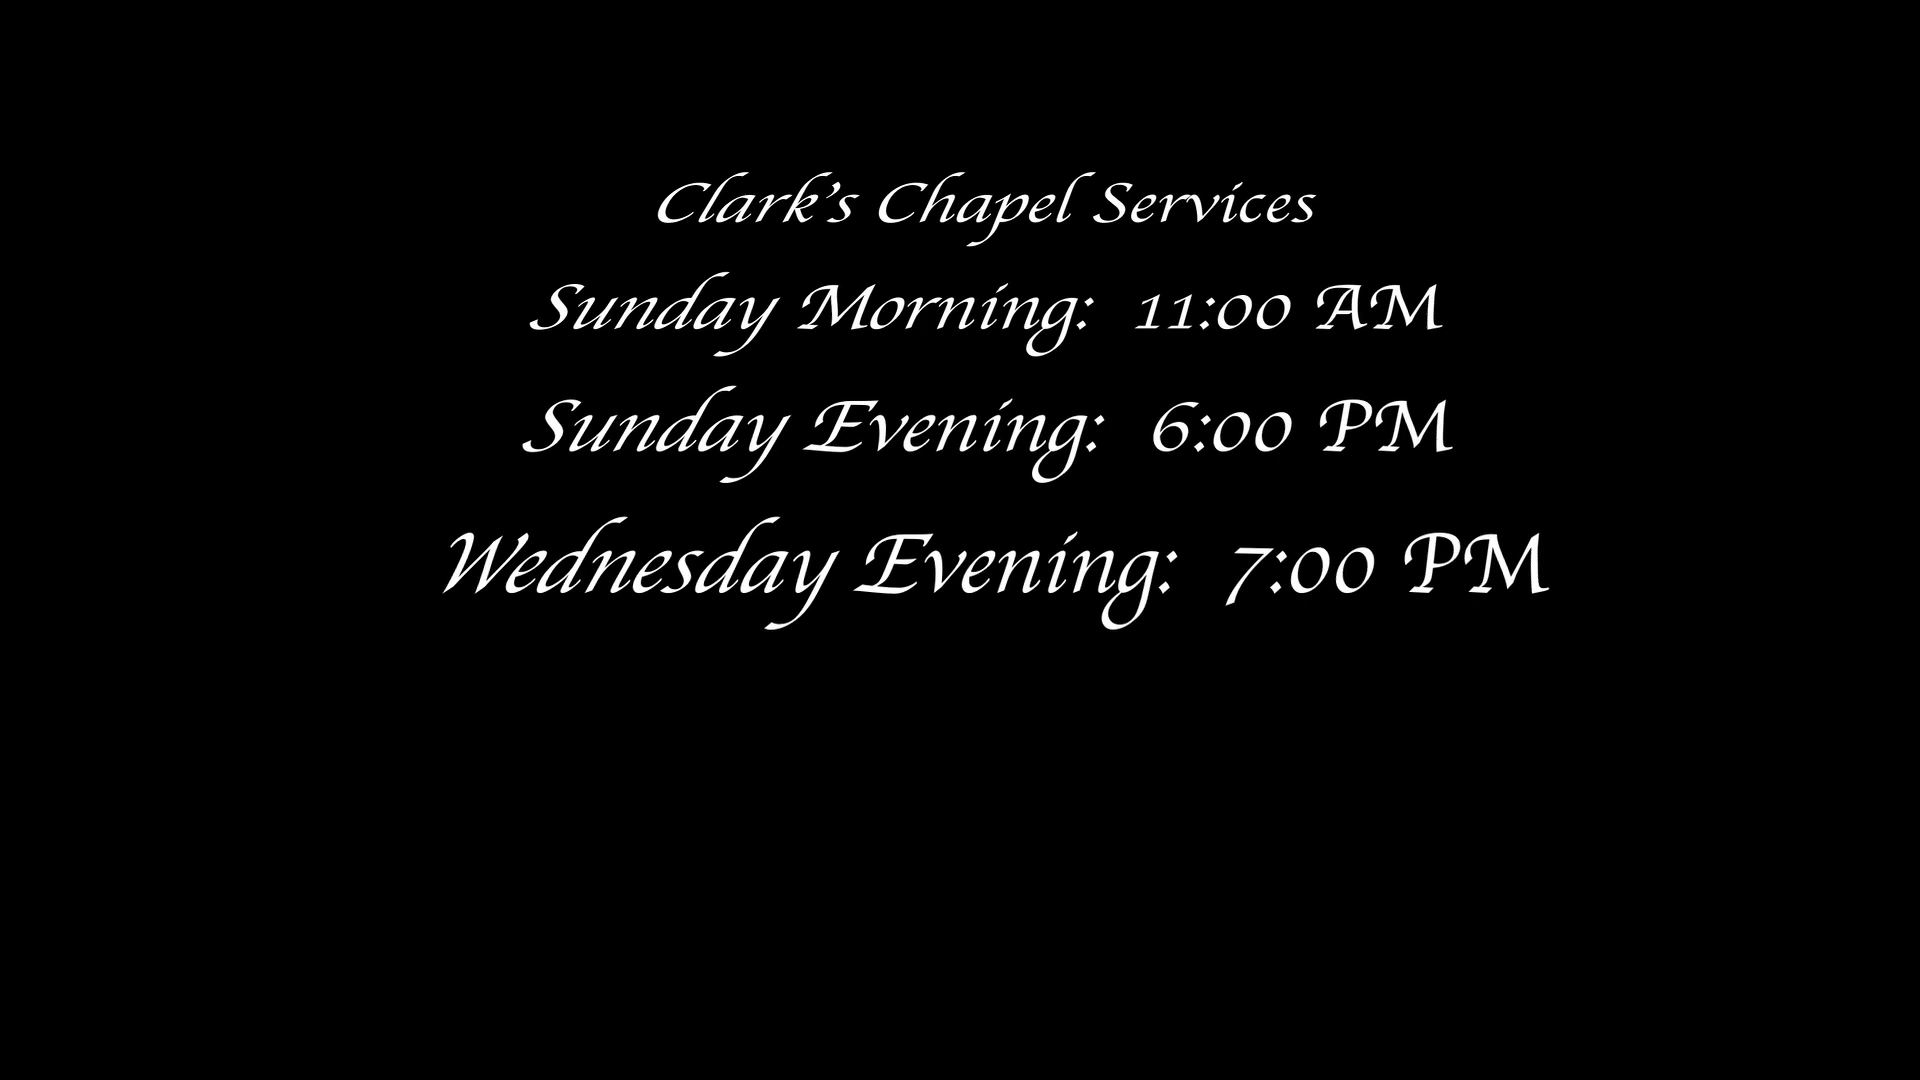 Clark's Chapel Services
Sunday Morning:  11:00 AM
Sunday Evening:  6:00 PM
Wednesday Evening:  7:00 PM